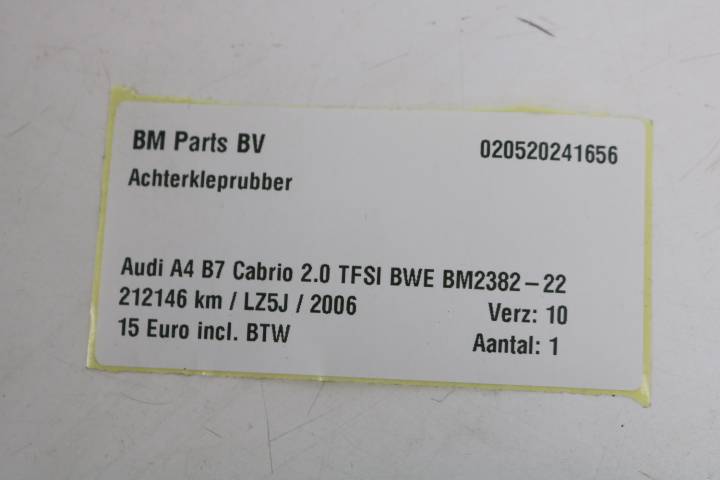 BM Parts BV 020520241656
Achterkleprubber
Audi A4 B7 Cabrio 2.0 TFSI BWE BM2382-22
212146 km / LZ5J / 2006 Verz: 10
15 Euro incl. BTW Aantal: 1